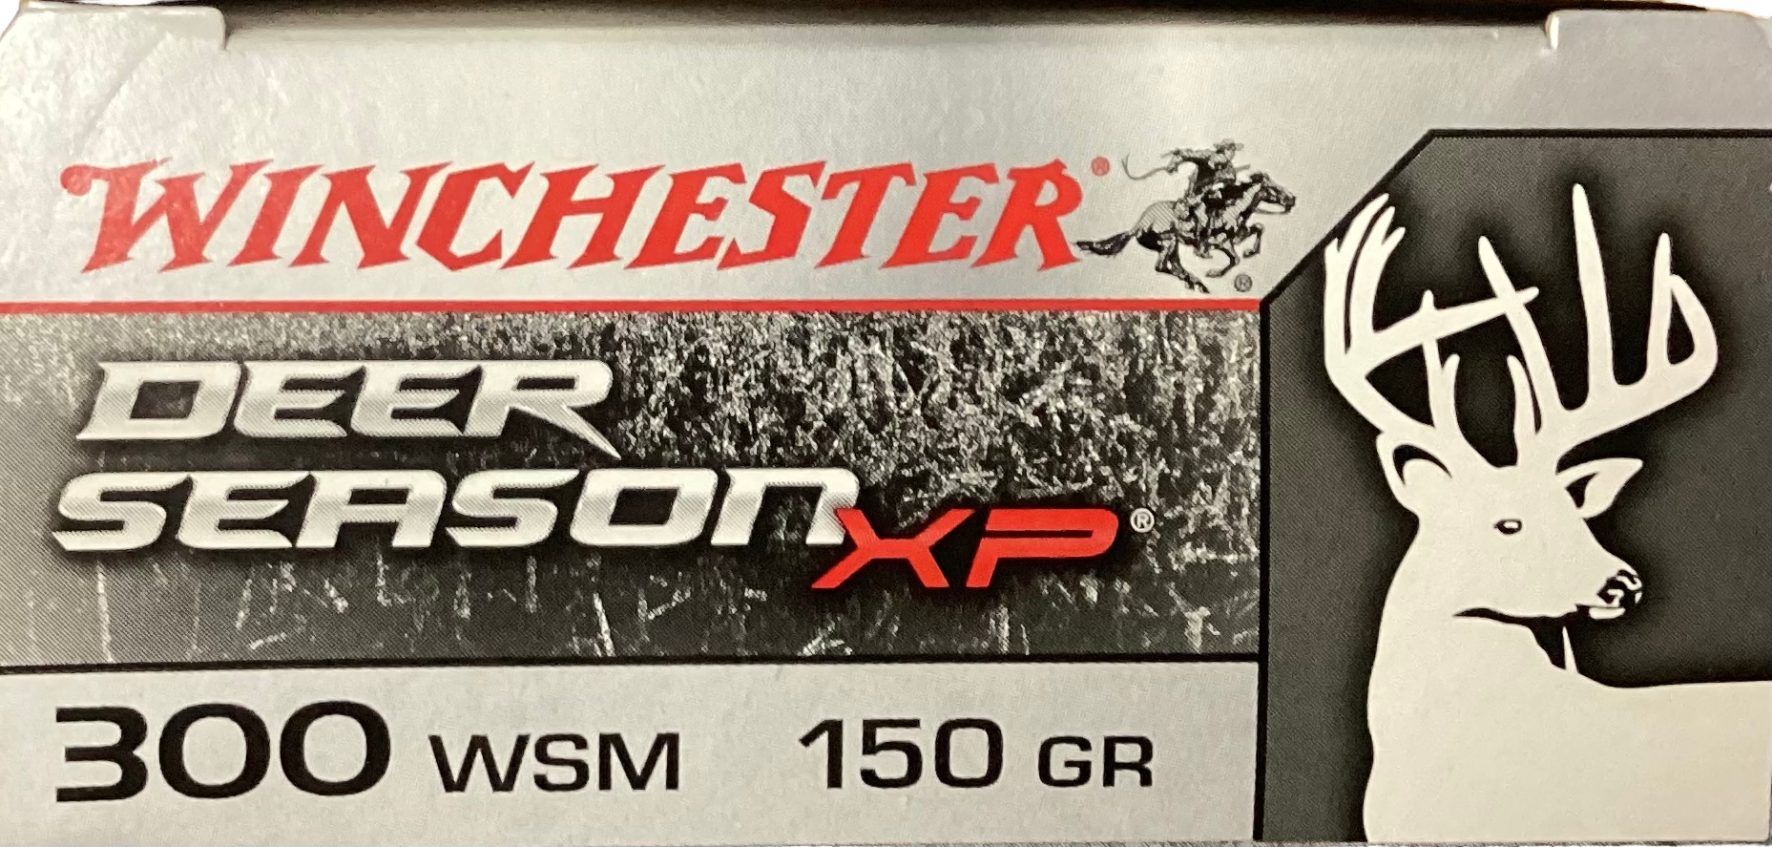 WINCHESTER®
®
DEER
SEASON XP®
300 WSM 150 GR